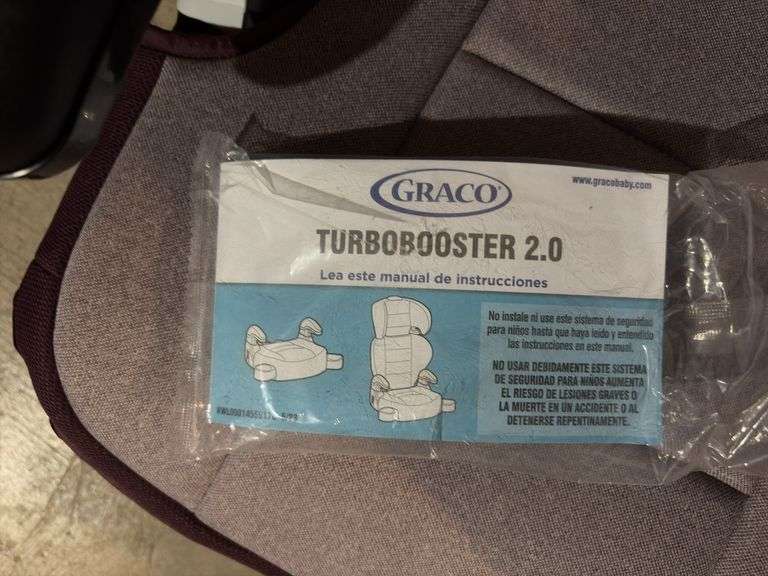 GRACO®
www.gracobaby.com
TURBOBOOSTER 2.0
Lea este manual de instrucciones
No instale ni use este sistema de seguridad
para niños hasta que haya leído y entendido
las instrucciones en este manual.
NO USAR DEBIDAMENTE ESTE SISTEMA
DE SEGURIDAD PARA NIÑOS AUMENTA
EL RIESGO DE LESIONES GRAVES O
LA MUERTE EN UN ACCIDENTE O AL
DETENERSE REPENTINAMENTE.